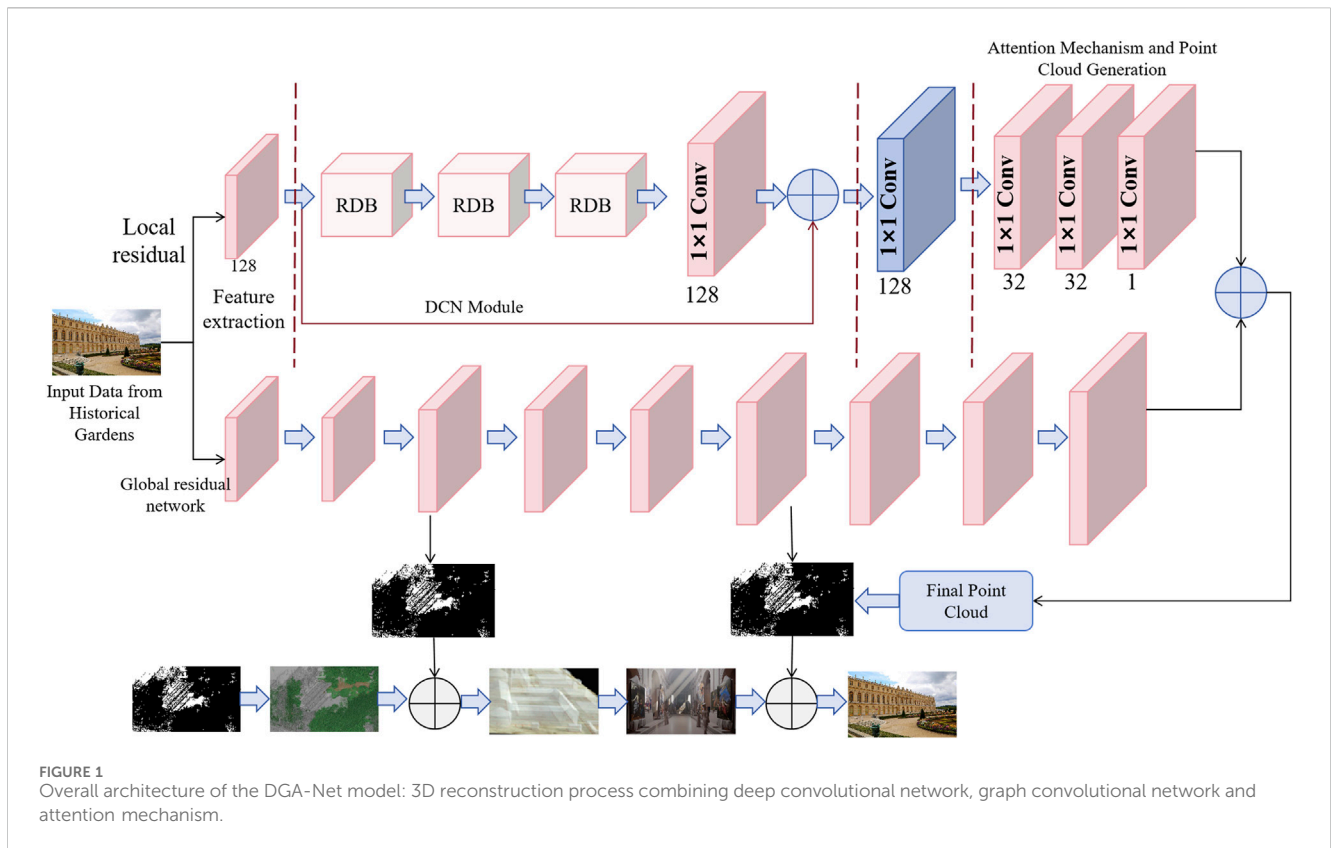 Attention Mechanism and Point
Cloud Generation
Local
residual
128
Feature
extraction
RDB
RDB
RDB
1×1 Conv
128
DCN Module
1×1 Conv
128
1×1 Conv
32
1×1 Conv
32
1×1 Conv
1
Input Data from
Historical
Gardens
Global residual
network
Final Point
Cloud
FIGURE 1
Overall architecture of the DGA-Net model: 3D reconstruction process combining deep convolutional network, graph convolutional network and
attention mechanism.